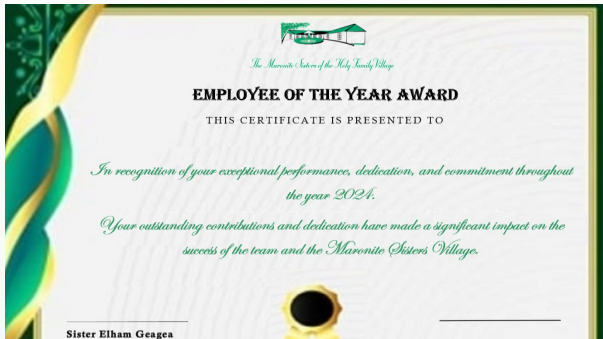 The Maronite Sisters of the Holy Family Village
EMPLOYEE OF THE YEAR AWARD
THIS CERTIFICATE IS PRESENTED TO
In recognition of your exceptional performance, dedication, and commitment throughout
the year 2024.
Your outstanding contributions and dedication have made a significant impact on the
success of the team and the Maronite Sisters Village.
Sister Elham Geagea